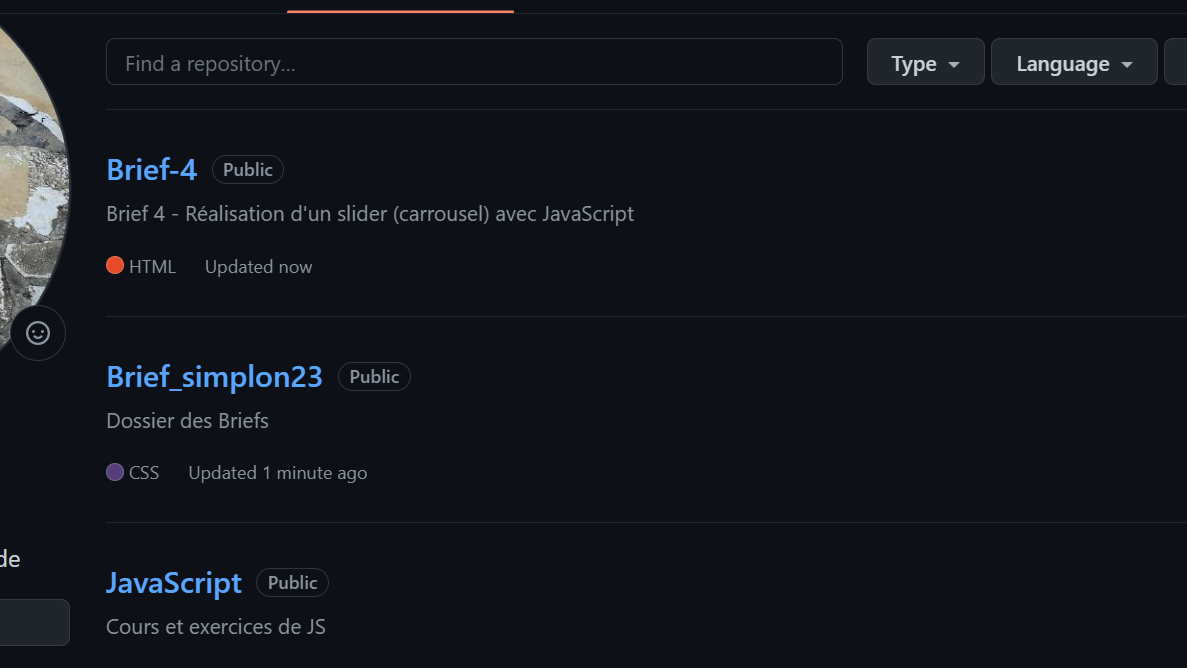 Find a repository...
Type
Language
Brief-4 Public
Brief 4 - Réalisation d'un slider (carrousel) avec JavaScript
HTML Updated now
Brief_simplon23 Public
Dossier des Briefs
CSS Updated 1 minute ago
de
JavaScript Public
Cours et exercices de JS